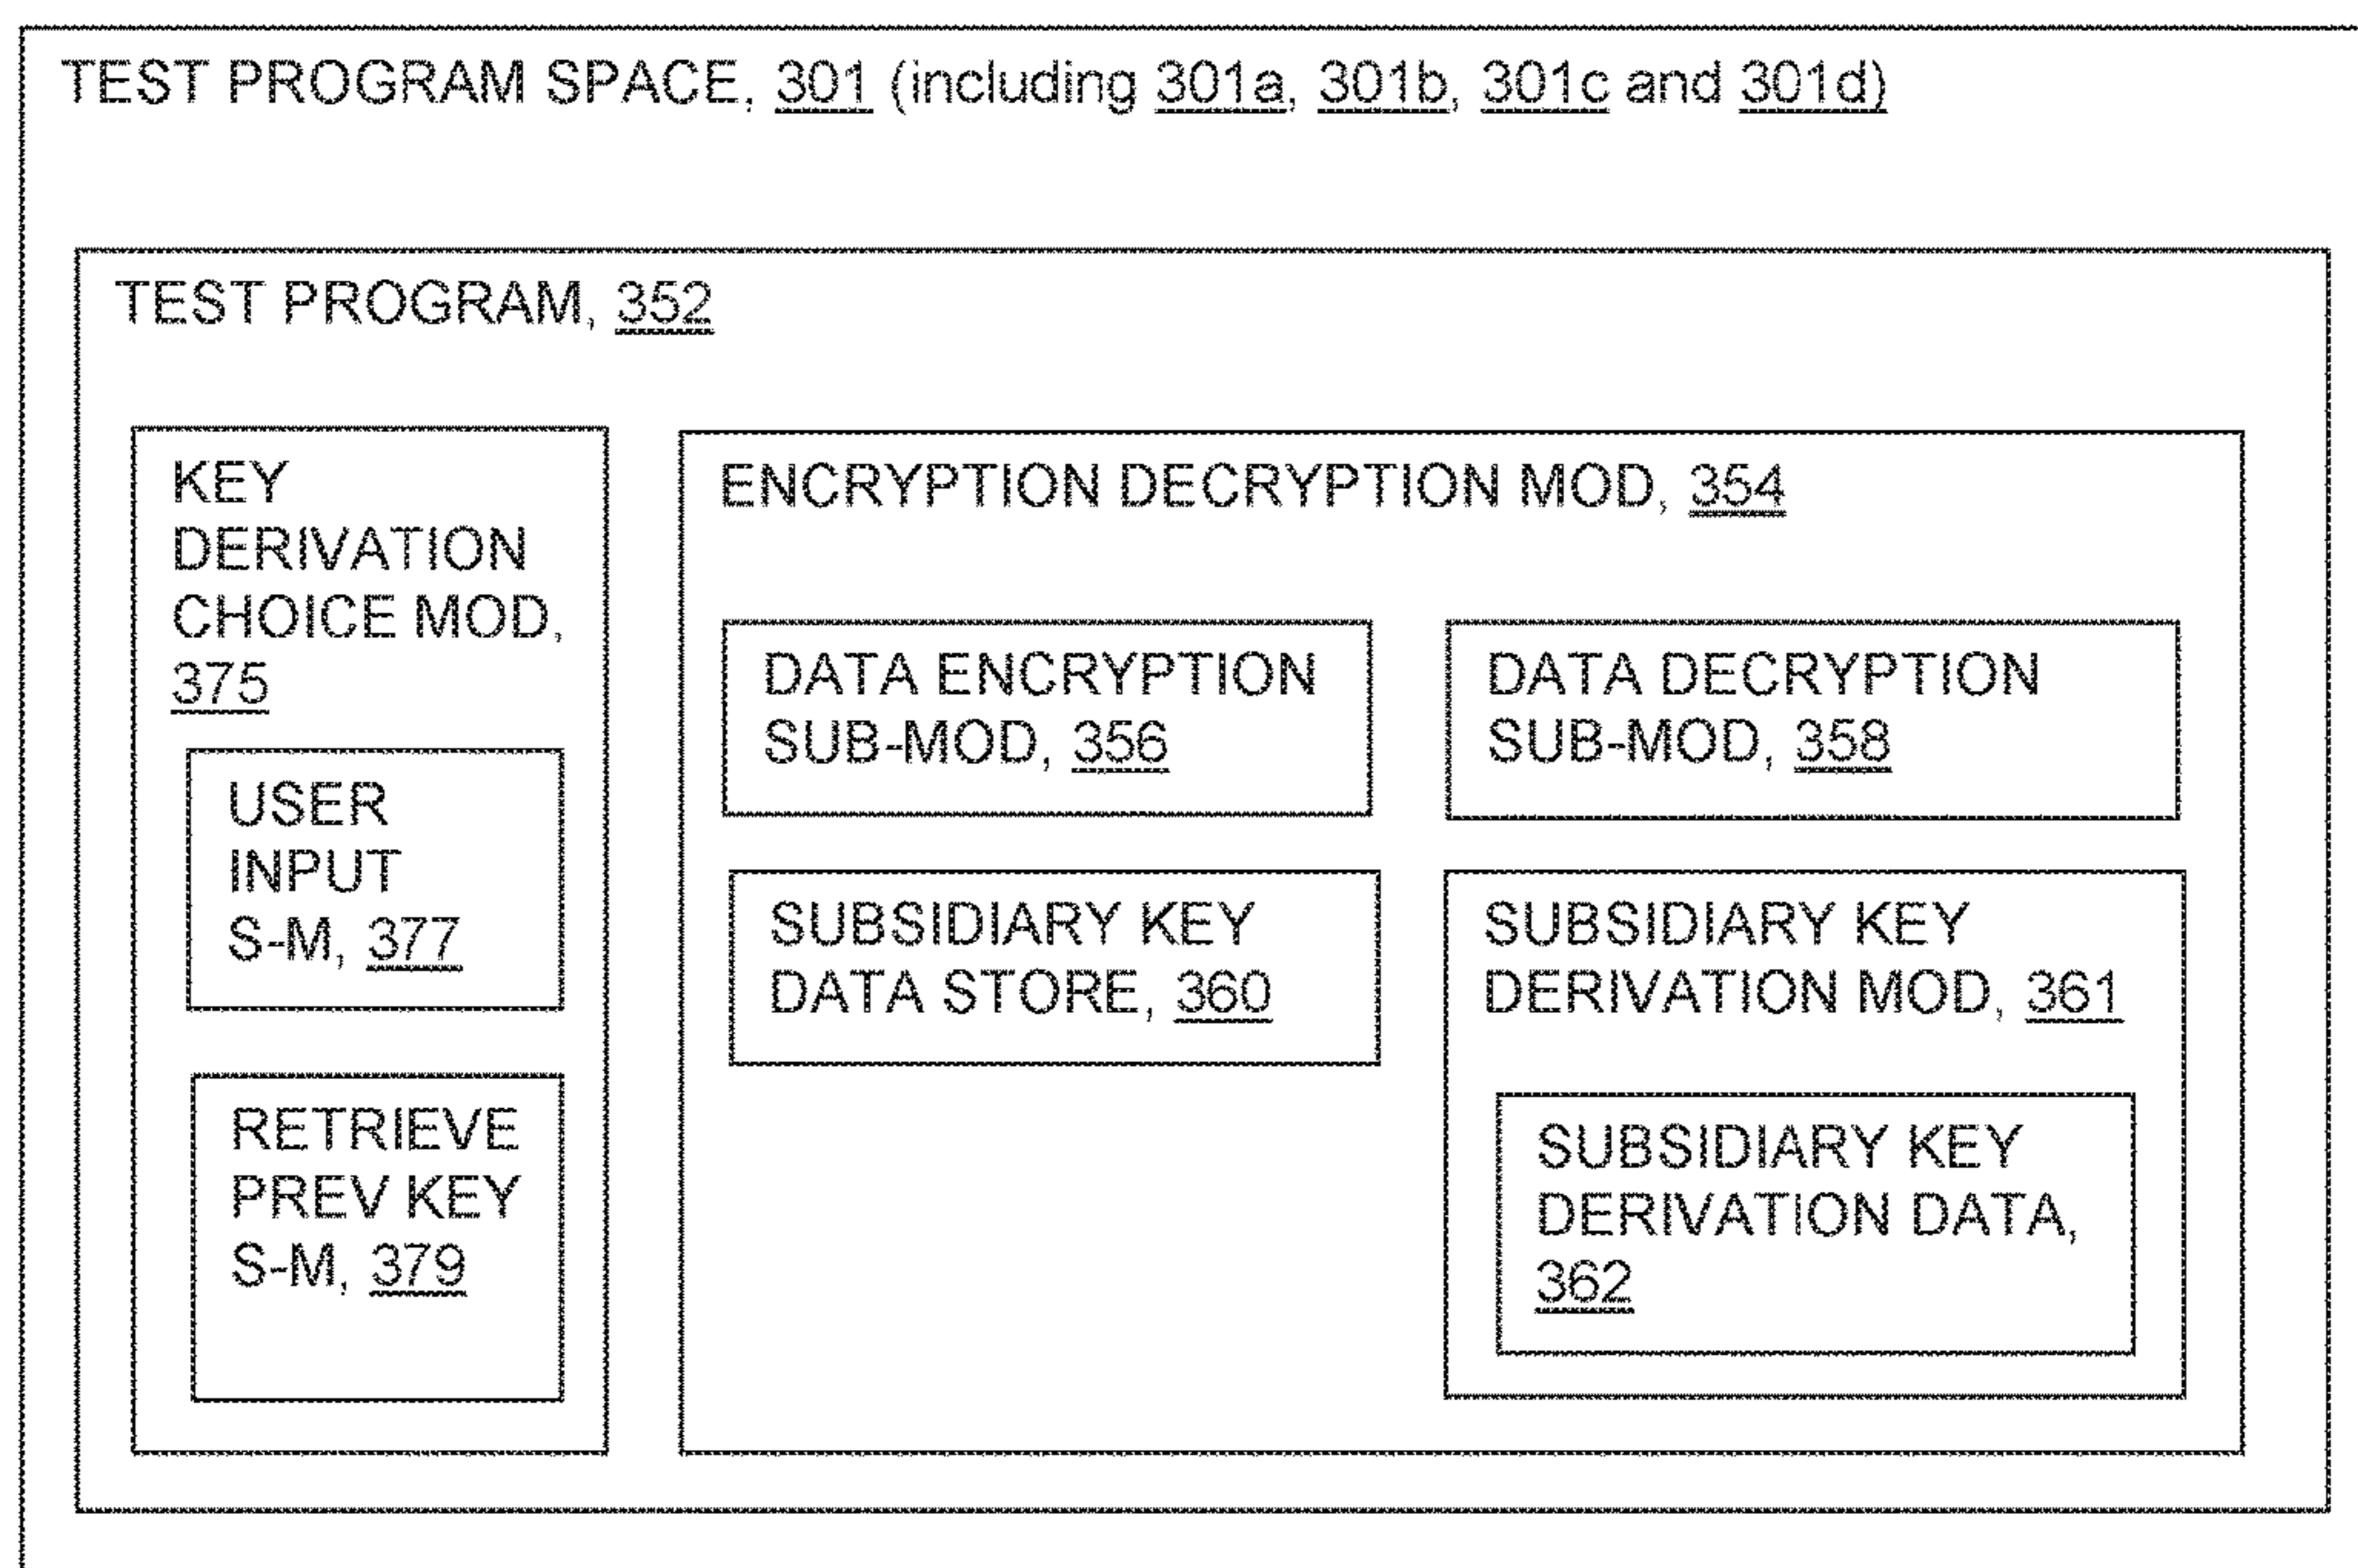 TEST PROGRAM SPACE, 301 (including 301a, 301b, 301c and 301d)
TEST PROGRAM, 352
KEY
DERIVATION
CHOICE MOD,
375
USER
INPUT
S-M, 377
RETRIEVE
PREV KEY
S-M, 379
ENCRYPTION DECRYPTION MOD, 354
DATA ENCRYPTION
SUB-MOD, 356
DATA DECRYPTION
SUB-MOD, 358
SUBSIDIARY KEY
DATA STORE, 360
SUBSIDIARY KEY
DERIVATION MOD, 361
SUBSIDIARY KEY
DERIVATION DATA,
362